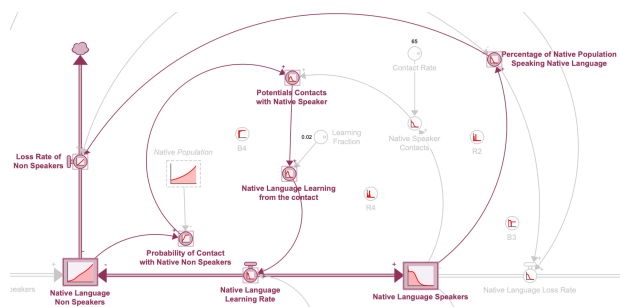 65
Contact Rate
Percentage of Native Population
Speaking Native Language
Potentials Contacts
with Native Speaker
0.02
Learning
Fraction
Native Speaker
Contacts
B4
R2
Native Population
Loss Rate of
Non Speakers
Native Language Learning
from the contact
R4
B3
Probability of Contact
with Native Non Speakers
peakers
Native Language
Non Speakers
Native Language
Learning Rate
Native Language Speakers
Native Language Loss Rate